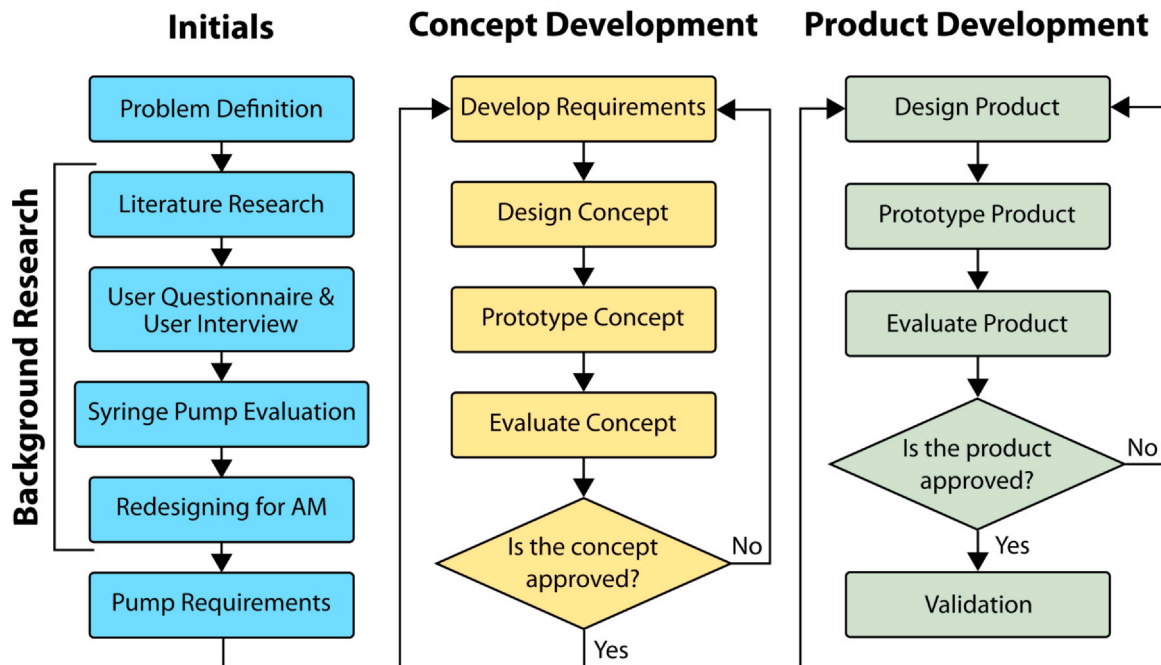 Initials
Problem Definition
Background Research
Literature Research
User Questionnaire &
User Interview
Syringe Pump Evaluation
Redesigning for AM
Pump Requirements
Concept Development
Develop Requirements
Design Concept
Prototype Concept
Evaluate Concept
Is the concept
approved?
No
Yes
Product Development
Design Product
Prototype Product
Evaluate Product
Is the product
approved?
No
Yes
Validation